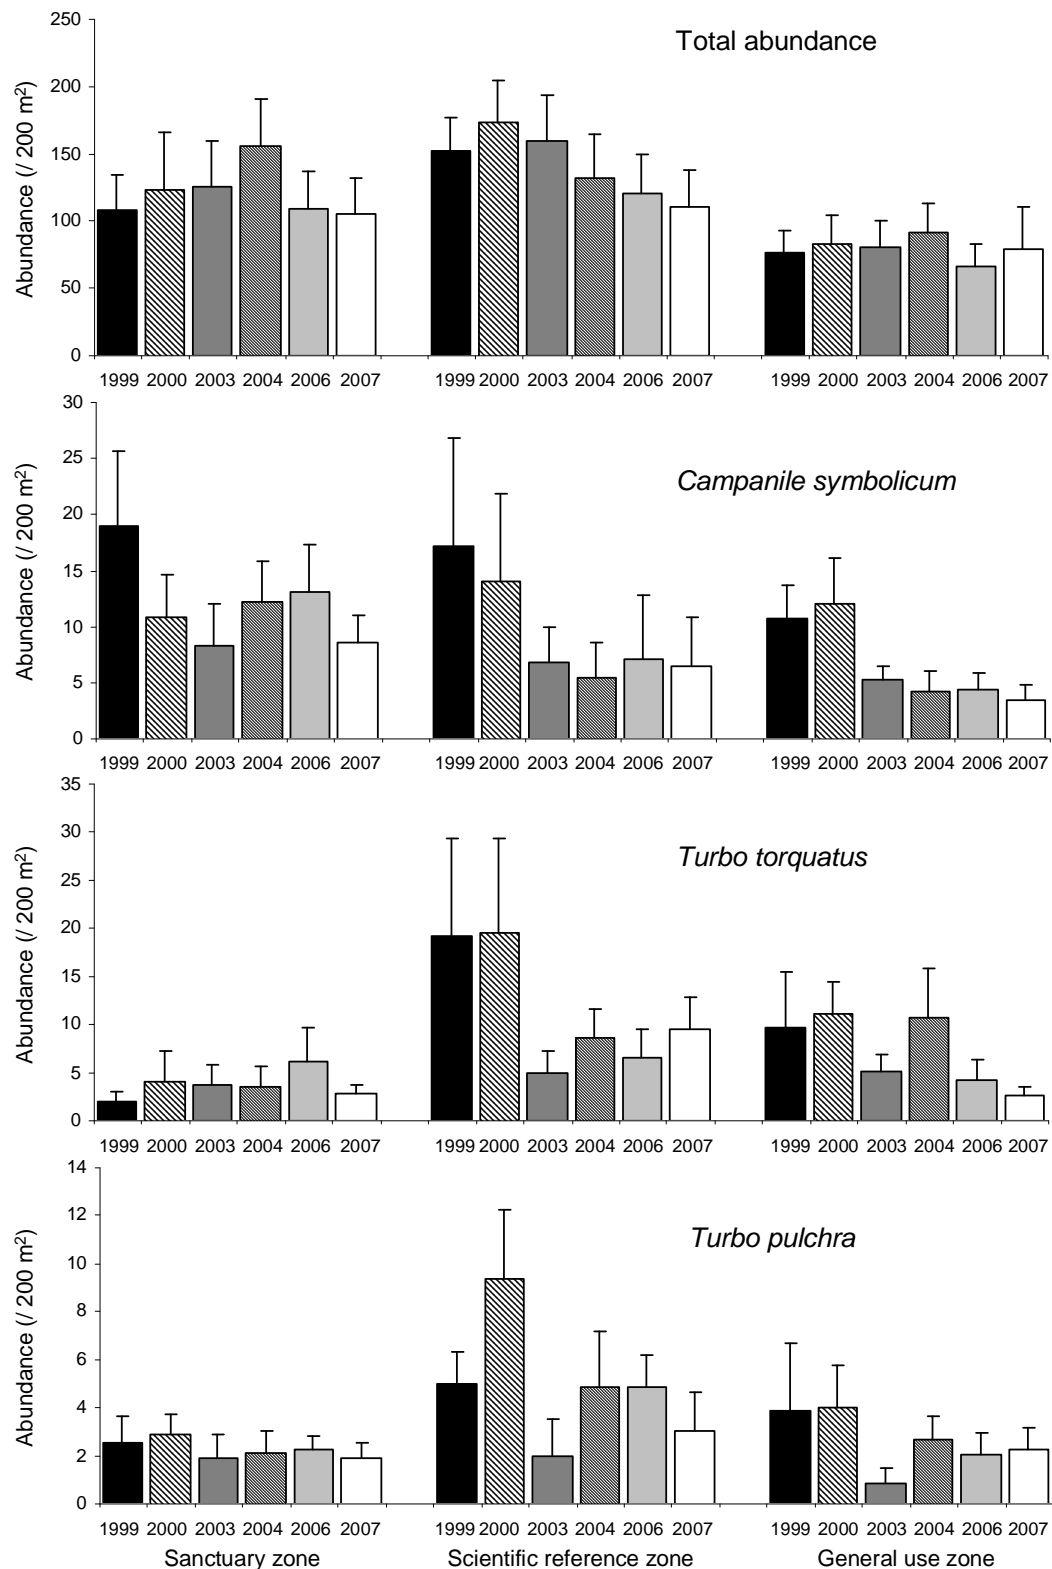 Total abundance
Abundance (/ 200 m²)
250
200
150
100
50
0
1999 2000 2003 2004 2006 2007 1999 2000 2003 2004 2006 2007 1999 2000 2003 2004 2006 2007
Campanile symbolicum
Abundance (/ 200 m²)
30
25
20
15
10
5
0
1999 2000 2003 2004 2006 2007 1999 2000 2003 2004 2006 2007 1999 2000 2003 2004 2006 2007
Turbo torquatus
Abundance (/ 200 m²)
35
30
25
20
15
10
5
0
1999 2000 2003 2004 2006 2007 1999 2000 2003 2004 2006 2007 1999 2000 2003 2004 2006 2007
Turbo pulchra
Abundance (/ 200 m²)
14
12
10
8
6
4
2
0
1999 2000 2003 2004 2006 2007 1999 2000 2003 2004 2006 2007 1999 2000 2003 2004 2006 2007
Sanctuary zone Scientific reference zone General use zone